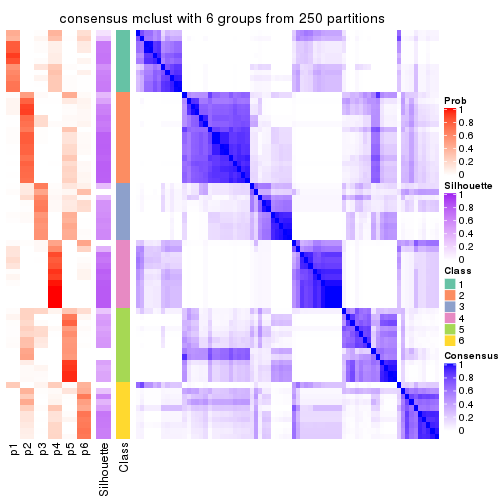 consensus mclust with 6 groups from 250 partitions
Prob
1
0.8
0.6
0.4
0.2
0
Silhouette
1
0.8
0.6
0.4
0.2
0
Class
1
2
3
4
5
6
Consensus
1
0.8
0.6
0.4
0.2
0
p1
p2
p3
p4
p5
p6
Silhouette
Class